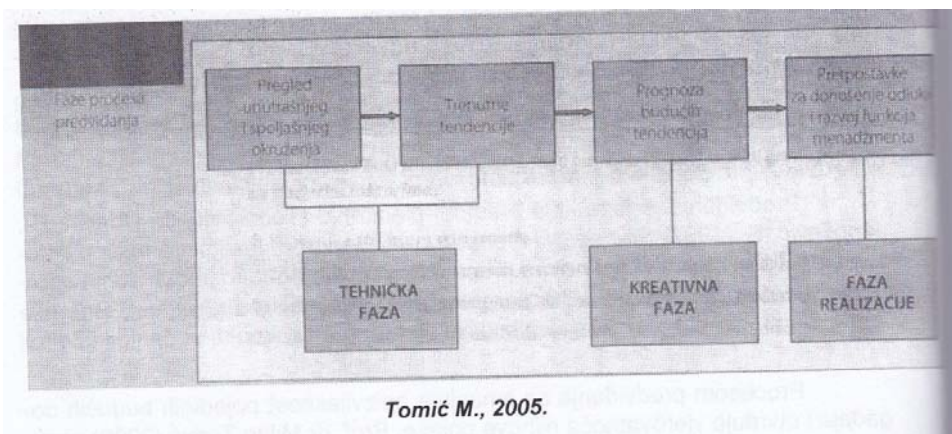 Faze procesa
predviđanja
Pregled
unutrašnjeg
i spoljašnjeg
okruženja
Trenutne
tendencije
Prognoza
budućih
tendencija
Pretpostavke
za donošenje odluka
i razvoj funkcija
menadžmenta
TEHNIČKA
FAZA
KREATIVNA
FAZA
FAZA
REALIZACIJE
Tomić M., 2005.